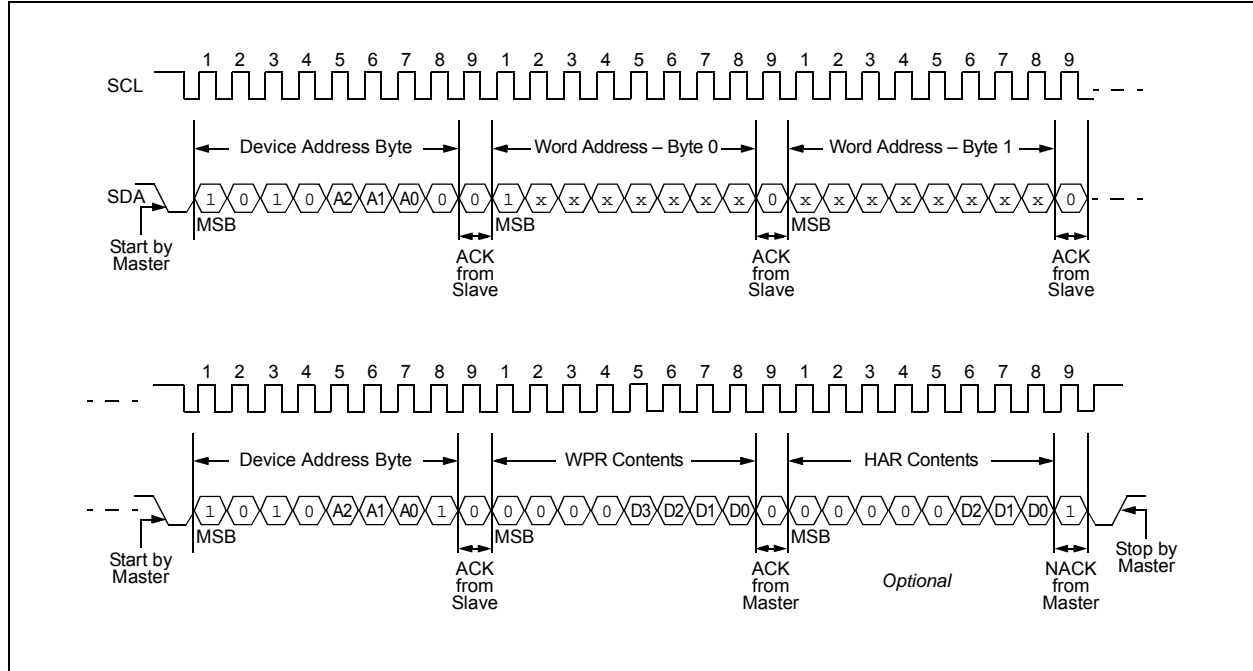 1 2 3 4 5 6 7 8 9 1 2 3 4 5 6 7 8 9 1 2 3 4 5 6 7 8 9
SCL
Device Address Byte Word Address – Byte 0 Word Address – Byte 1
SDA 1 0 1 0 A2 A1 A0 0 0 1 x x x x x x x 0 x x x x x x x x 0
MSB MSB MSB
Start by
Master
ACK
from
Slave
ACK
from
Slave
ACK
from
Slave
1 2 3 4 5 6 7 8 9 1 2 3 4 5 6 7 8 9 1 2 3 4 5 6 7 8 9
Device Address Byte WPR Contents HAR Contents
1 0 1 0 A2 A1 A0 1 0 0 0 0 0 D3 D2 D1 D0 0 0 0 0 0 0 D2 D1 D0 1
MSB MSB MSB
Start by
Master
ACK
from
Slave
ACK
from
Master
Optional
NACK
from
Master
Stop by
Master